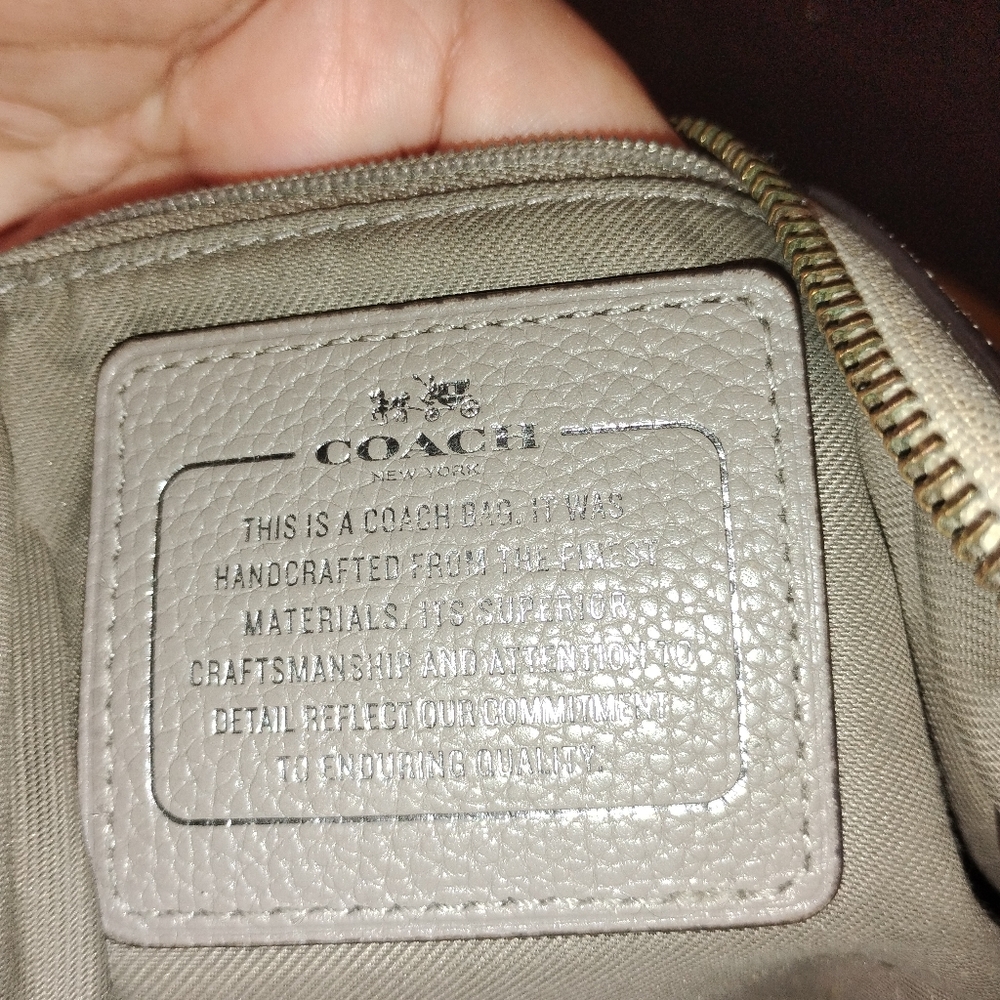 COACH
NEW YORK
THIS IS A COACH BAG. IT WAS
HANDCRAFTED FROM THE FINEST
MATERIALS. ITS SUPERIOR
CRAFTSMANSHIP AND ATTENTION TO
DETAIL REFLECT OUR COMMITMENT
TO ENDURING QUALITY.